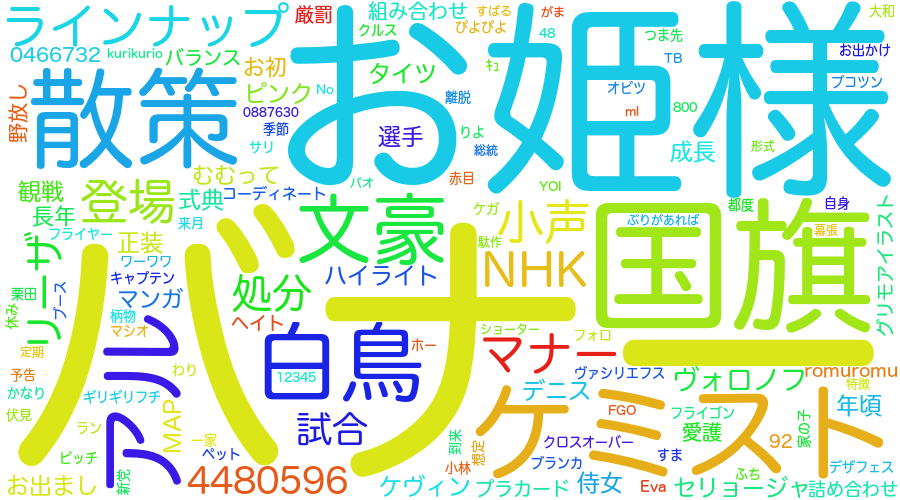 ラインナップ
厳罰
組み合わせ
すばる
がま
大和
0466732
kurikurio
バランス
クルス
ぴよぴよ
48
つま先
お出かけ
お姫様
散策
お初
タイツ
ｷｭ
TB
オピツ
プコツン
野放し
ピンク
No
離脱
ml
800
0887630
季節
選手
りよ
総統
形式
サリ
成長
むむって
バオ
赤目
YOI
観戦
登場
式典
コーディネート
都度
自身
長年
来月
文豪
ケガ
小声
ぶりがあれば
国旗
幕張
フライヤー
正装
駄作
グリモアイラスト
リーザ
ワーワワ
キャプテン
処分
ハイライト
NHK
栗田
ブース
マンガ
休み
柄物
マシオ
ヘイト
白鳥
ショーター
フォロ
定期
ホー
マナー
バナー
予告
わり
12345
ヴァシリエフス
ヴォロノフ
romuromu
かなり
ギリギリフチ
アル
デニス
特徴
伏見
ラン
MAP
試合
ケミスト
FGO
フライゴン
年頃
一家
愛護
92
家の子
ピッチ
ペット
到来
想定
クロスオーバー
すま
お出まし
新党
4480596
小林
ブランカ
ふち
デザフェス
ケヴィン
プラカード
侍女
Eva
セリョージャ
詰め合わせ